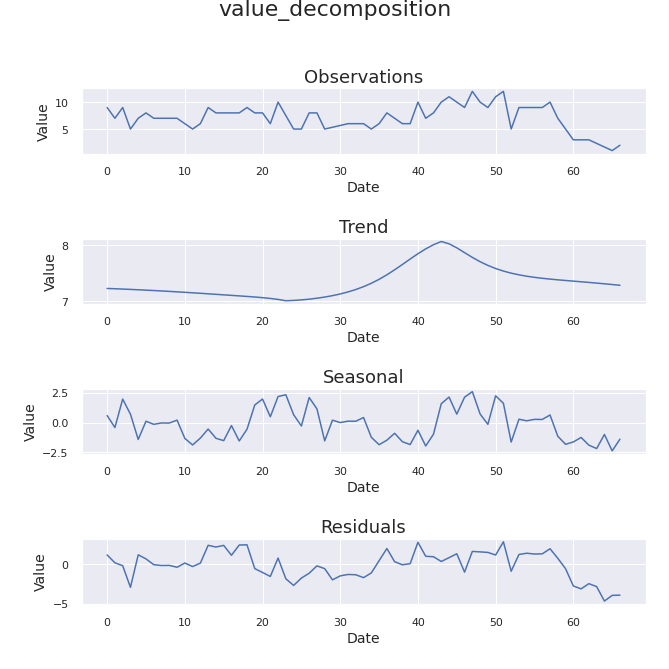 value_decomposition
Observations
Value
10
5
0 10 20 30 40 50 60
Date
Trend
Value
8
7
0 10 20 30 40 50 60
Date
Seasonal
Value
2.5
0.0
−2.5
0 10 20 30 40 50 60
Date
Residuals
Value
0
−5
0 10 20 30 40 50 60
Date